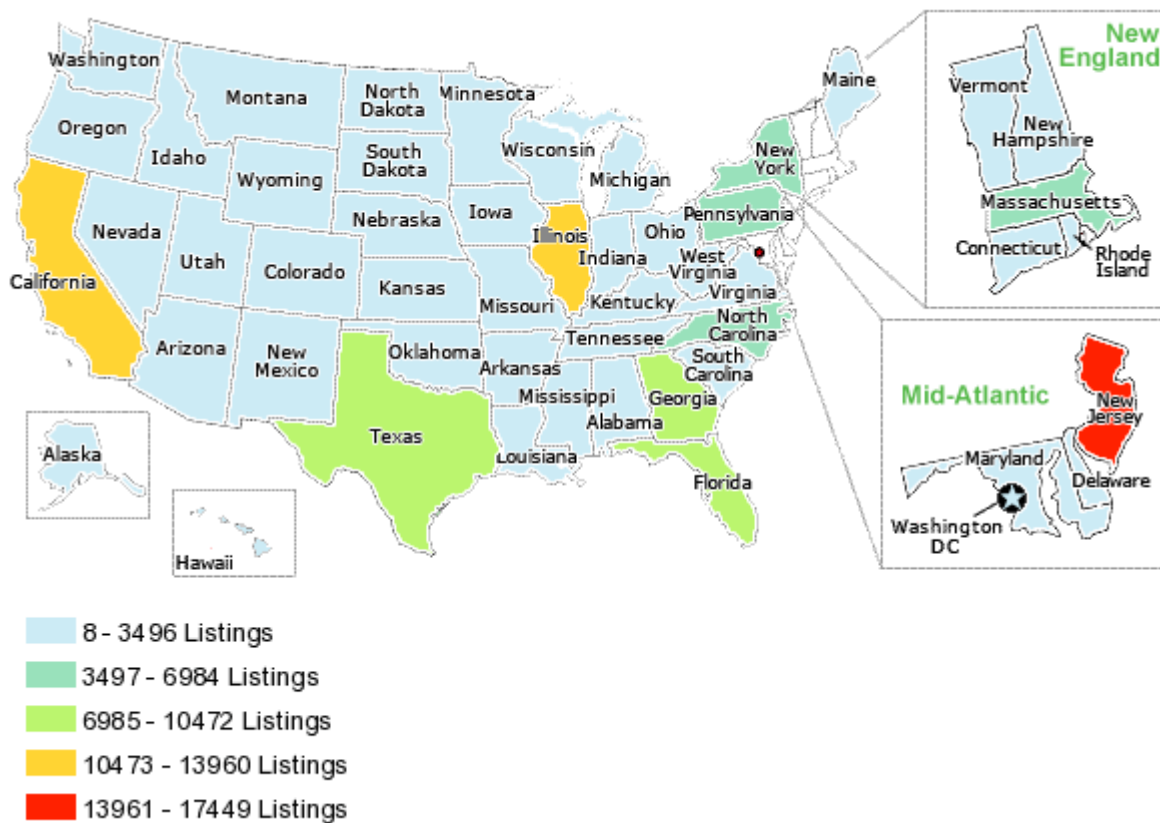 Washington
Montana
North
Dakota
Minnesota
Maine
New
England
Vermont
New
Hampshire
Oregon
Idaho
Wyoming
South
Dakota
Wisconsin
Michigan
New
York
Massachusetts
Connecticut
Rhode
Island
Nevada
Utah
Colorado
Nebraska
Iowa
Illinois
Indiana
Ohio
Pennsylvania
West
Virginia
Virginia
California
Kansas
Missouri
Kentucky
Arizona
New
Mexico
Oklahoma
Arkansas
Tennessee
North
Carolina
South
Carolina
Texas
Louisiana
Mississippi
Alabama
Georgia
Florida
Mid-Atlantic
New
Jersey
Maryland
Delaware
Washington
DC
Alaska
Hawaii
8 - 3496 Listings
3497 - 6984 Listings
6985 - 10472 Listings
10473 - 13960 Listings
13961 - 17449 Listings